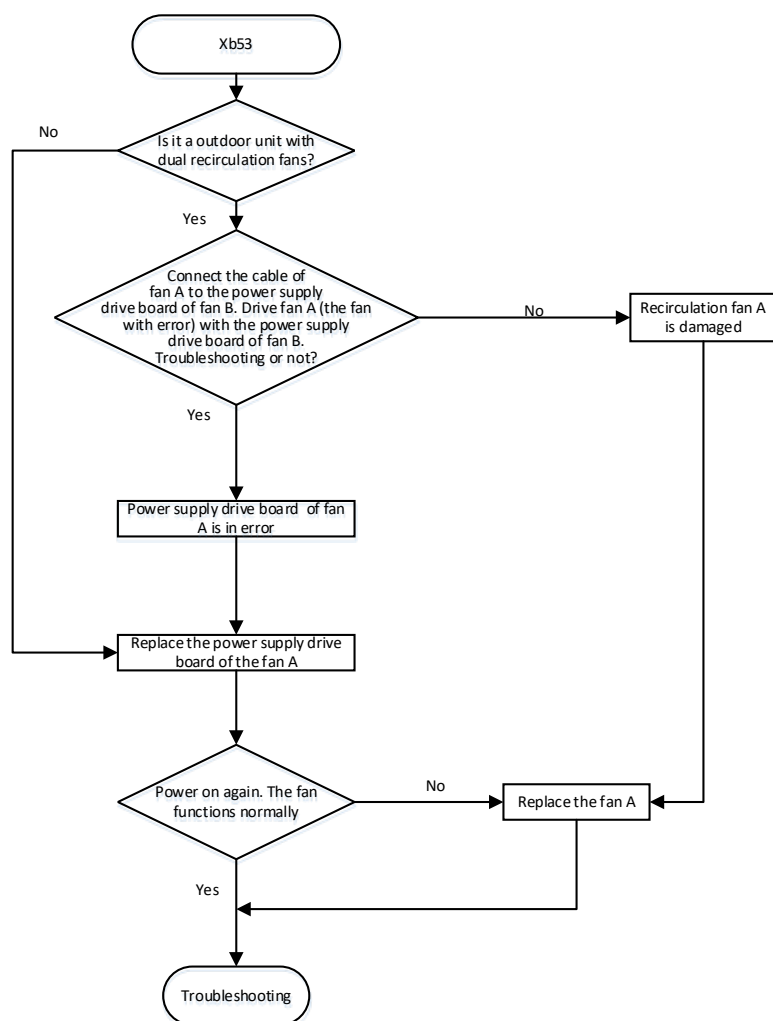 Xb53
Is it a outdoor unit with
dual recirculation fans?
No
Yes
Connect the cable of
fan A to the power supply
drive board of fan B. Drive fan A (the fan
with error) with the power supply
drive board of fan B.
Troubleshooting or not?
No
Recirculation fan A
is damaged
Yes
Power supply drive board of fan
A is in error
Replace the power supply drive
board of the fan A
Power on again. The fan
functions normally
No
Replace the fan A
Yes
Troubleshooting